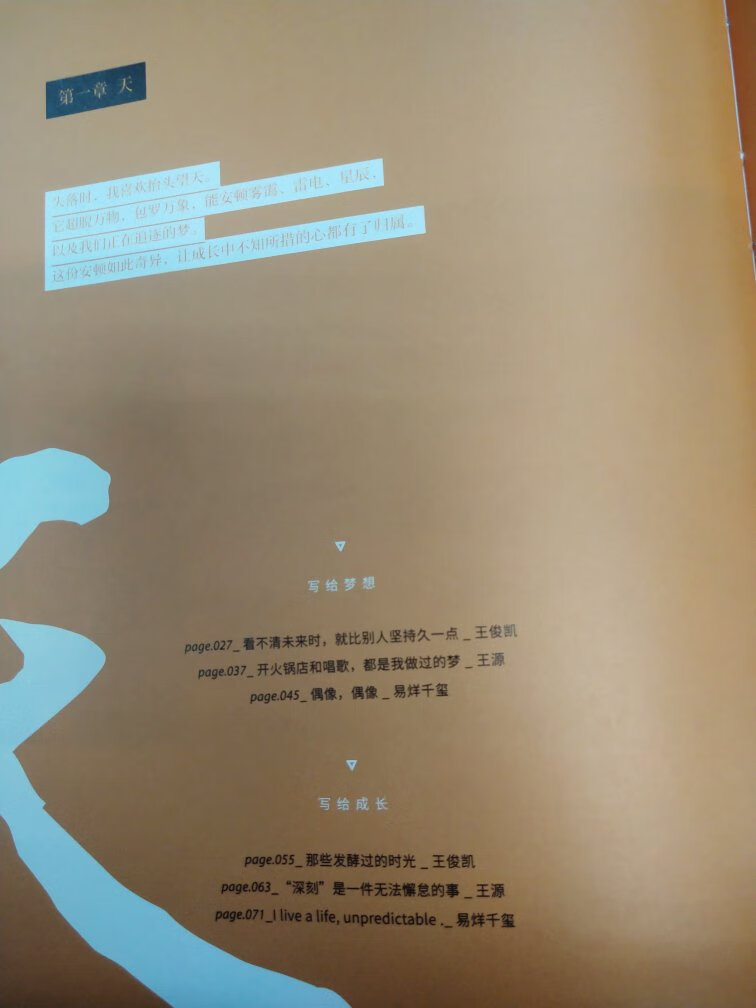 第一章 天
失落时，我喜欢抬头望天。
它超脱万物，包罗万象，能安顿雾霭、雷电、星辰，
以及我们正在追逐的梦。
这份安顿如此奇异，让成长中不知所措的心都有了归属。
写给梦想
page.027_ 看不清未来时，就比别人坚持久一点 _ 王俊凯
page.037_ 开火锅店和唱歌，都是我做过的梦 _ 王源
page.045_ 偶像，偶像 _ 易烊千玺
写给成长
page.055_ 那些发酵过的时光 _ 王俊凯
page.063_ “深刻”是一件无法懈怠的事 _ 王源
page.071_I live a life, unpredictable ._ 易烊千玺